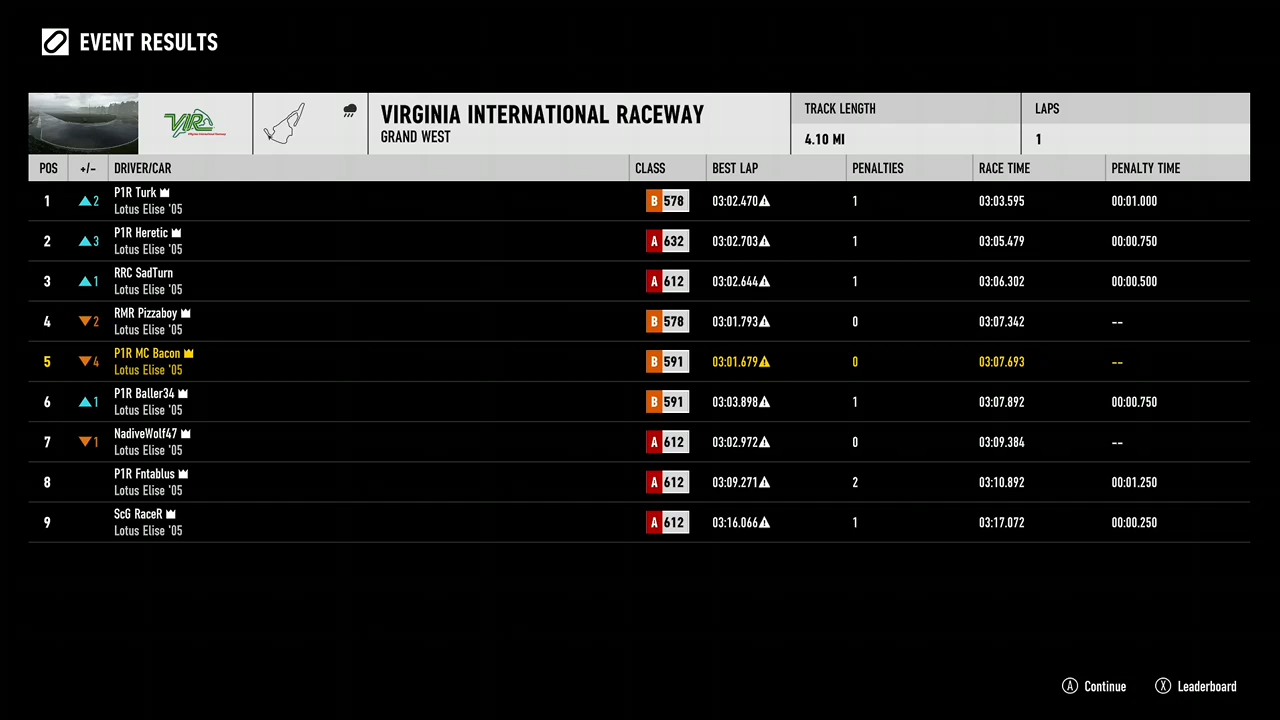 EVENT RESULTS
VIR
VIRGINIA INTERNATIONAL RACEWAY
GRAND WEST
TRACK LENGTH
4.10 MI
LAPS
1
POS +/- DRIVER/CAR CLASS BEST LAP PENALTIES RACE TIME PENALTY TIME
1 ▲2 P1R Turk B 578 03:02.470 1 03:03.595 00:01.000
Lotus Elise '05
2 ▲3 P1R Heretic A 632 03:02.703 1 03:05.479 00:00.750
Lotus Elise '05
3 ▲1 RRC SadTurn A 612 03:02.644 1 03:06.302 00:00.500
Lotus Elise '05
4 ▼2 RMR Pizzaboy B 578 03:01.793 0 03:07.342 --
Lotus Elise '05
5 ▼4 P1R MC Bacon B 591 03:01.679 0 03:07.693 --
Lotus Elise '05
6 ▲1 P1R Baller34 B 591 03:03.898 1 03:07.892 00:00.750
Lotus Elise '05
7 ▼1 NadiveWolf47 A 612 03:02.972 0 03:09.384 --
Lotus Elise '05
8 P1R Fntablus A 612 03:09.271 2 03:10.892 00:01.250
Lotus Elise '05
9 ScG RaceR A 612 03:16.066 1 03:17.072 00:00.250
Lotus Elise '05
A Continue X Leaderboard